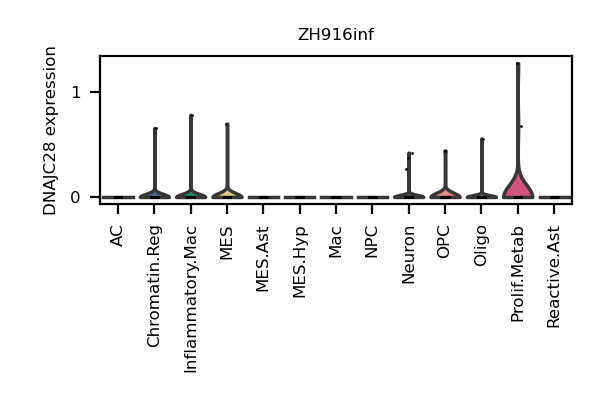 ZH916inf
DNAJC28 expression
1
0
AC
Chromatin.Reg
Inflammatory.Mac
MES
MES.Ast
MES.Hyp
Mac
NPC
Neuron
OPC
Oligo
Prolif.Metab
Reactive.Ast